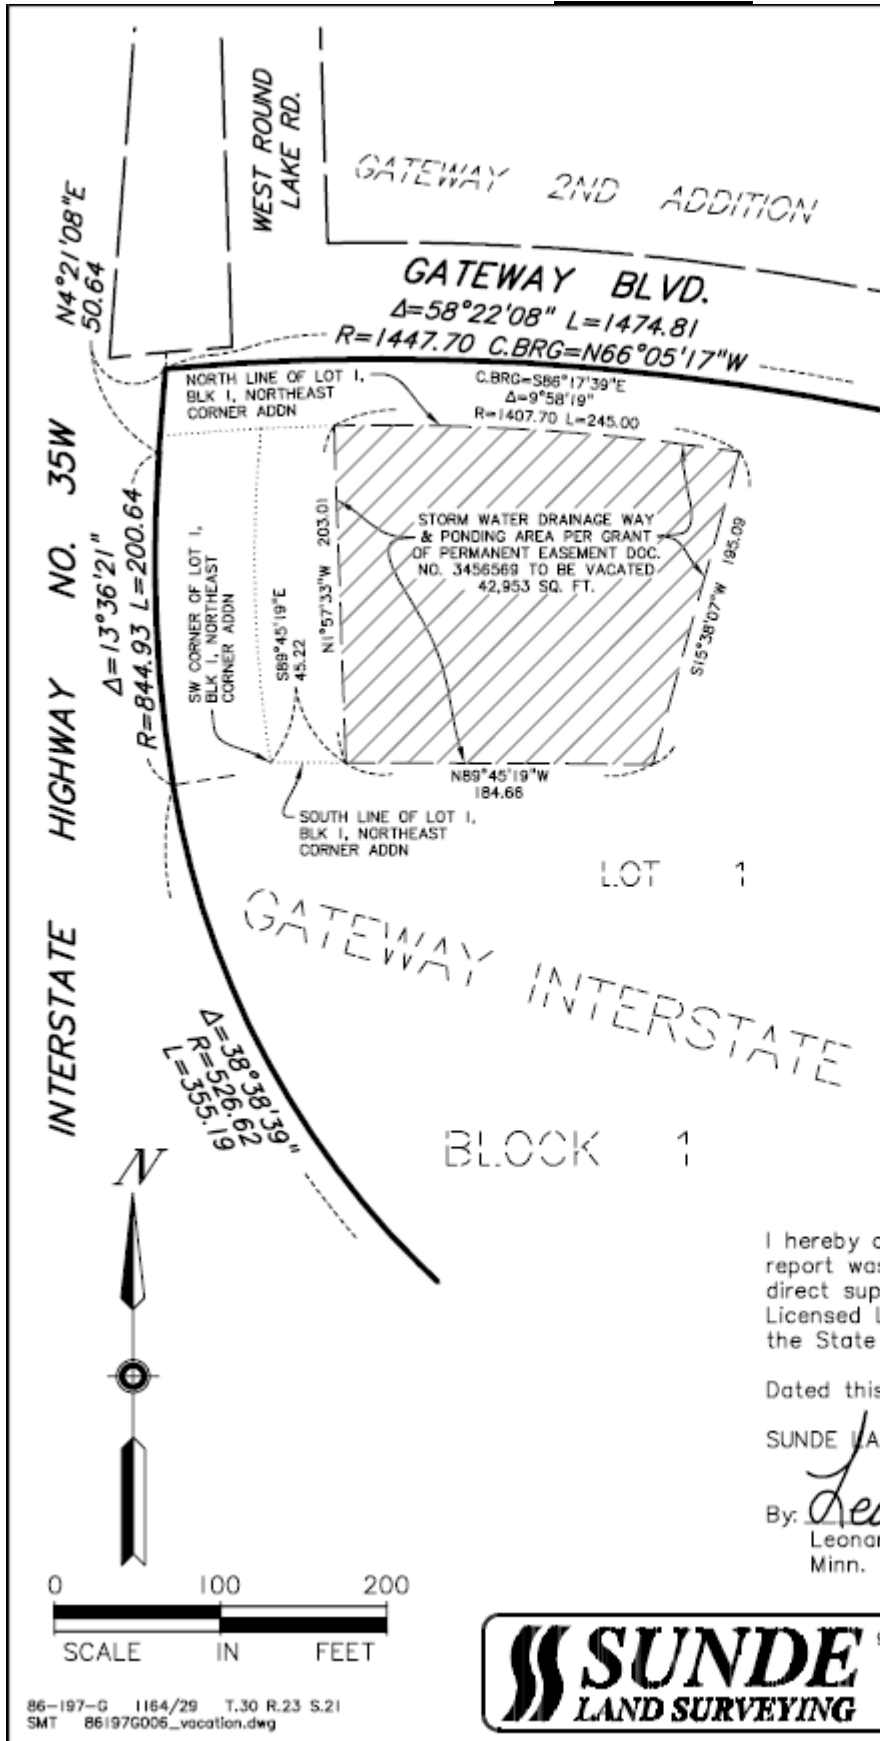 WEST ROUND
LAKE RD.
GATEWAY 2ND ADDITION
N4°21'08"E
50.64
GATEWAY BLVD.
Δ=58°22'08" L=1474.81
R=1447.70 C.BRG=N66°05'17"W
NORTH LINE OF LOT 1,
BLK 1, NORTHEAST
CORNER ADDN
C.BRG=S86°17'39"E
Δ=9°58'19"
R=1407.70 L=245.00
INTERSTATE HIGHWAY NO. 35W
Δ=13°36'21"
R=844.93 L=200.64
SW CORNER OF LOT 1,
BLK 1, NORTHEAST
CORNER ADDN
S89°45'19"E
45.22
N1°57'33"W 203.01
STORM WATER DRAINAGE WAY
& PONDING AREA PER GRANT
OF PERMANENT EASEMENT DOC.
NO. 3456569 TO BE VACATED
42,953 SQ. FT.
S15°38'07"W 195.09
N89°45'19"W
184.66
SOUTH LINE OF LOT 1,
BLK 1, NORTHEAST
CORNER ADDN
LOT 1
GATEWAY INTERSTATE
BLOCK 1
Δ=38°38'39"
R=526.62
L=355.19
N
I hereby
report was
direct sup
Licensed L
the State
Dated this
SUNDE LA
By:
Leonar
Minn.
0 100 200
SCALE IN FEET
SUNDE
LAND SURVEYING
86-197-G 1164/29 T.30 R.23 S.21
SMT 86197G006_vacation.dwg